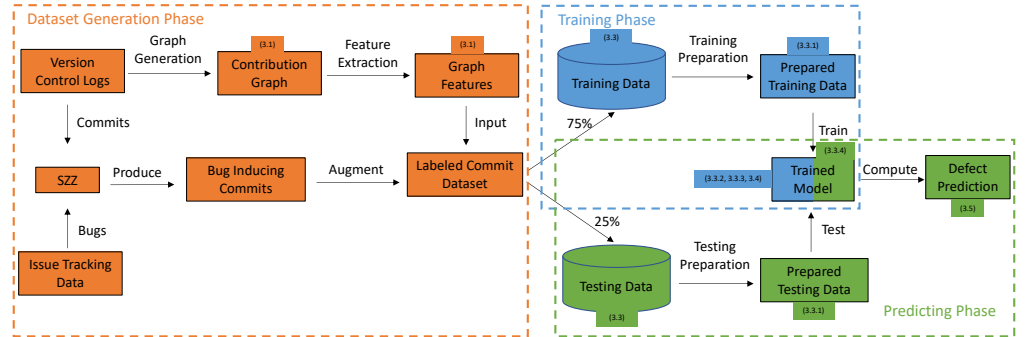 Dataset Generation Phase
Version
Control Logs
Graph
Generation
(3.1)
Contribution
Graph
Feature
Extraction
(3.1)
Graph
Features
Commits
Input
SZZ
Produce
Bug Inducing
Commits
Augment
Labeled Commit
Dataset
Bugs
Issue Tracking
Data
75%
25%
Training Phase
(3.3)
Training Data
Training
Preparation
(3.3.1)
Prepared
Training Data
Train
(3.3.4)
(3.3.2, 3.3.3, 3.4)
Trained
Model
Compute
Defect
Prediction
(3.5)
Test
Testing Data
(3.3)
Testing
Preparation
Prepared
Testing Data
(3.3.1)
Predicting Phase